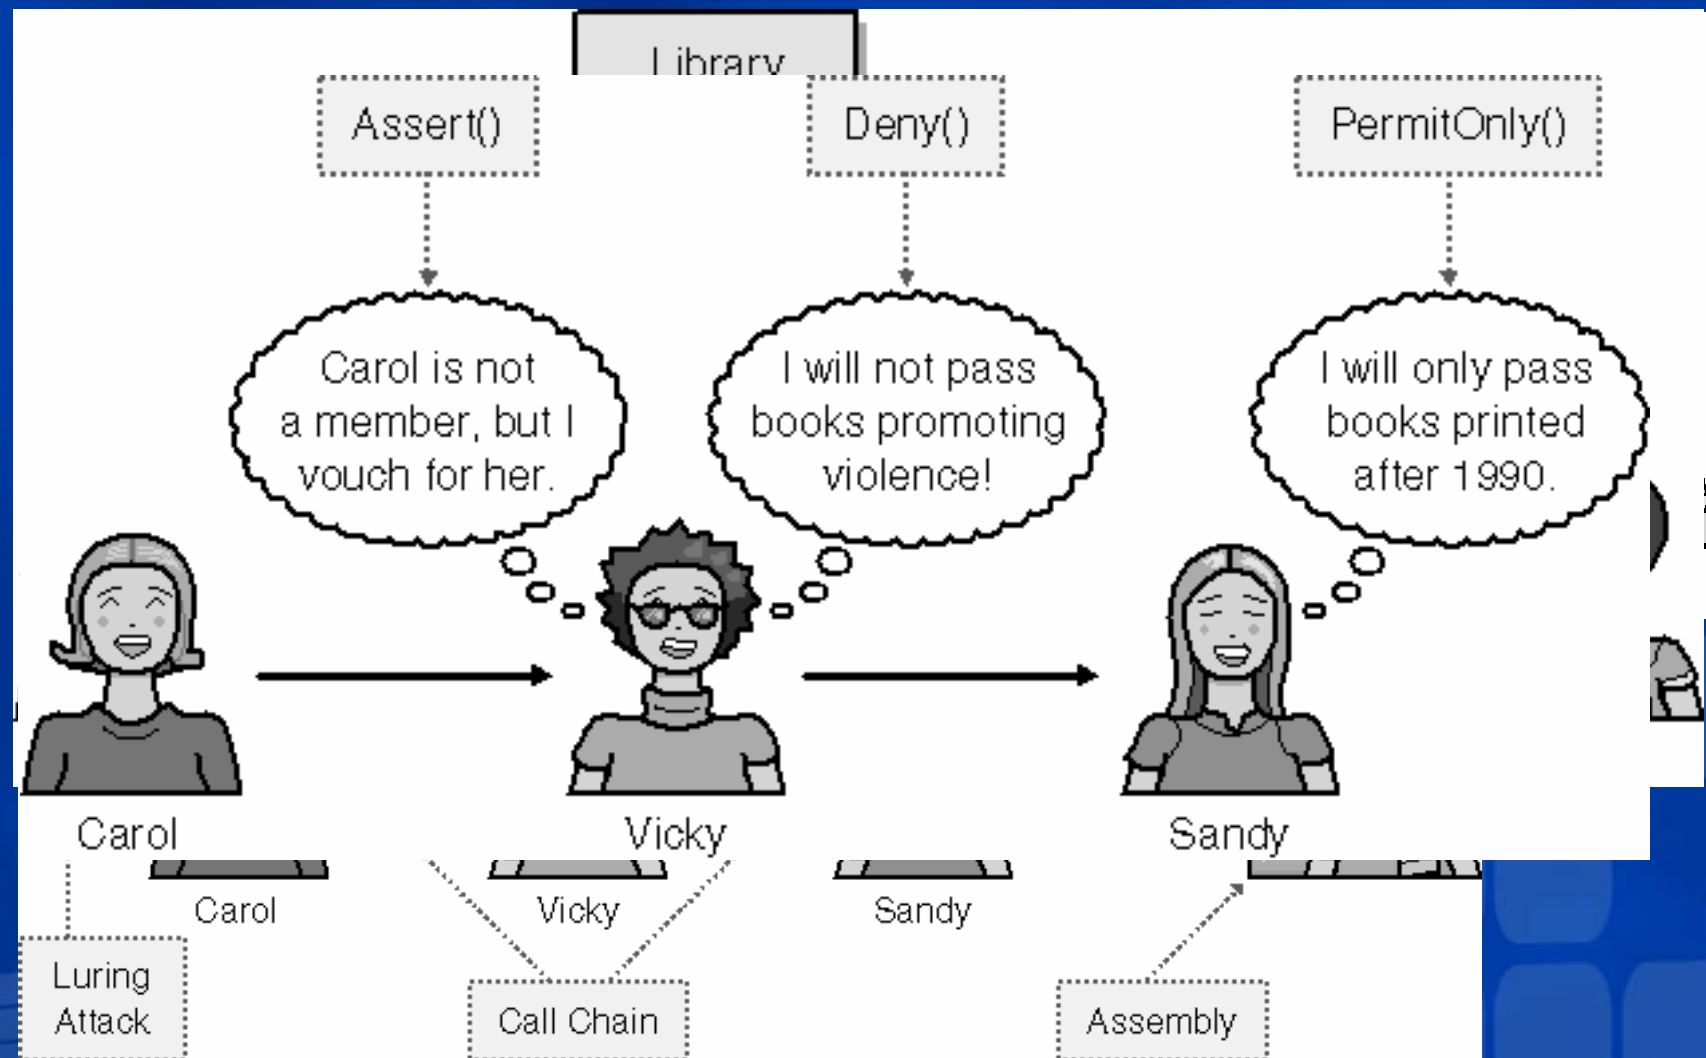 Library
Assert()
Deny()
PermitOnly()
Carol is not
a member, but I
vouch for her.
I will not pass
books promoting
violence!
I will only pass
books printed
after 1990.
Carol
Vicky
Sandy
Carol
Vicky
Sandy
Luring
Attack
Call Chain
Assembly